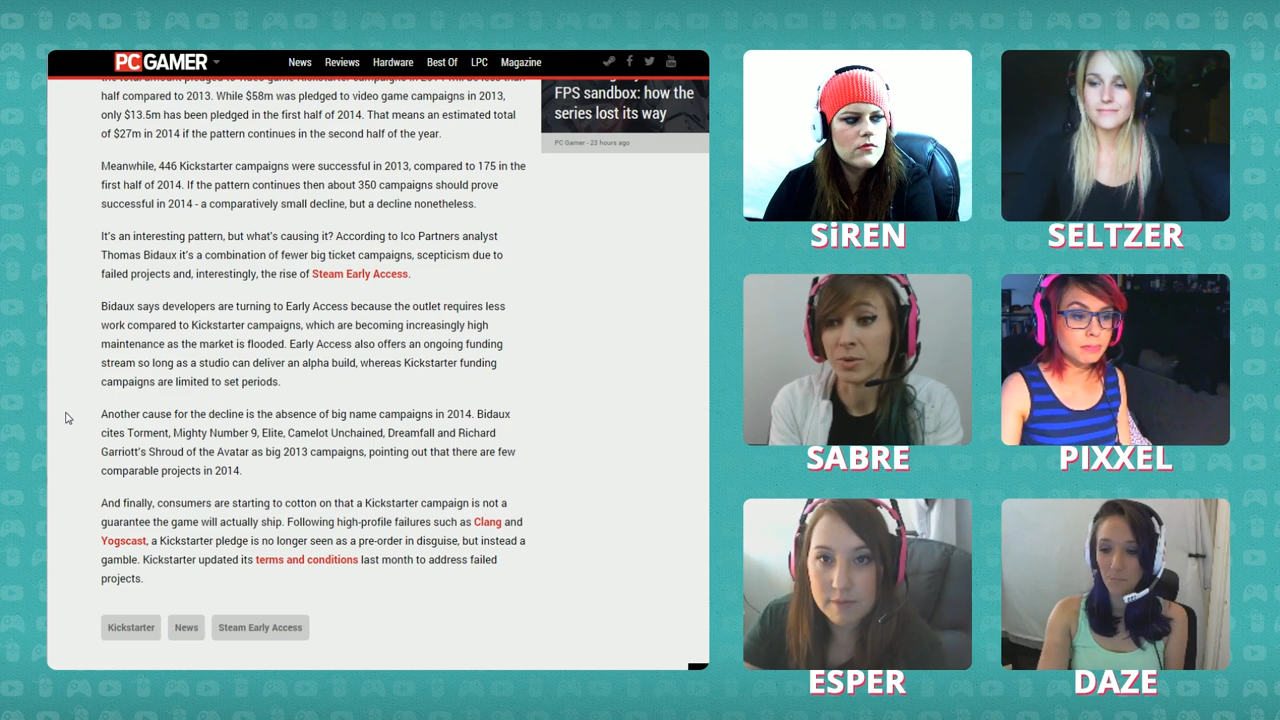 PC GAMER
News Reviews Hardware Best Of LPC Magazine
half compared to 2013. While $58m was pledged to video game campaigns in 2013,
only $13.5m has been pledged in the first half of 2014. That means an estimated total
of $27m in 2014 if the pattern continues in the second half of the year.
Meanwhile, 446 Kickstarter campaigns were successful in 2013, compared to 175 in the
first half of 2014. If the pattern continues then about 350 campaigns should prove
successful in 2014 - a comparatively small decline, but a decline nonetheless.
It's an interesting pattern, but what's causing it? According to Ico Partners analyst
Thomas Bidaux it's a combination of fewer big ticket campaigns, scepticism due to
failed projects and, interestingly, the rise of Steam Early Access.
Bidaux says developers are turning to Early Access because the outlet requires less
work compared to Kickstarter campaigns, which are becoming increasingly high
maintenance as the market is flooded. Early Access also offers an ongoing funding
stream so long as a studio can deliver an alpha build, whereas Kickstarter funding
campaigns are limited to set periods.
Another cause for the decline is the absence of big name campaigns in 2014. Bidaux
cites Torment, Mighty Number 9, Elite, Camelot Unchained, Dreamfall and Richard
Garriott's Shroud of the Avatar as big 2013 campaigns, pointing out that there are few
comparable projects in 2014.
And finally, consumers are starting to cotton on that a Kickstarter campaign is not a
guarantee the game will actually ship. Following high-profile failures such as Clang and
Yogscast, a Kickstarter pledge is no longer seen as a pre-order in disguise, but instead a
gamble. Kickstarter updated its terms and conditions last month to address failed
projects.
Kickstarter News Steam Early Access
FPS sandbox: how the
series lost its way
PC Gamer - 23 hours ago
SiREN
SELTZER
SABRE
PIXXEL
ESPER
DAZE